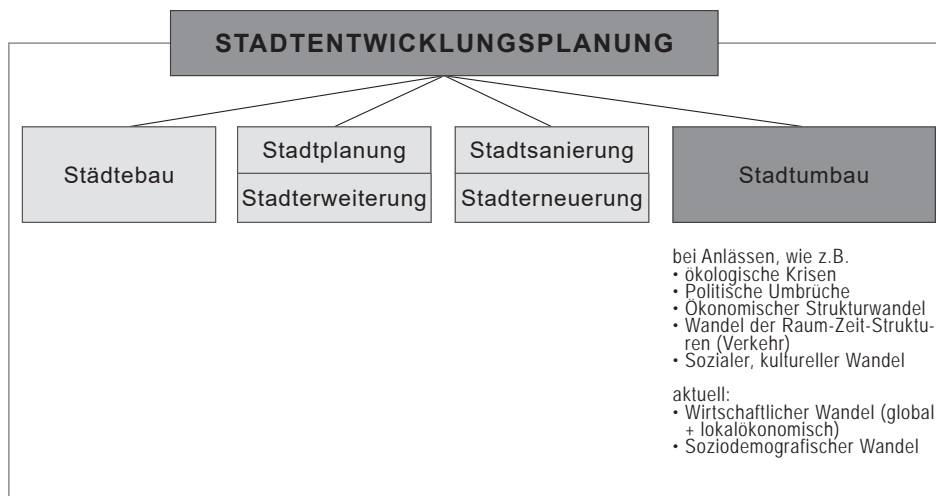 STADTENTWICKLUNGSPLANUNG
Städtebau
Stadtplanung
Stadterweiterung
Stadtsanierung
Stadterneuerung
Stadtumbau
bei Anlässen, wie z.B.
• ökologische Krisen
• Politische Umbrüche
• Ökonomischer Strukturwandel
• Wandel der Raum-Zeit-Struktu-
ren (Verkehr)
• Sozialer, kultureller Wandel
aktuell:
• Wirtschaftlicher Wandel (global
+ lokalökonomisch)
• Soziodemografischer Wandel